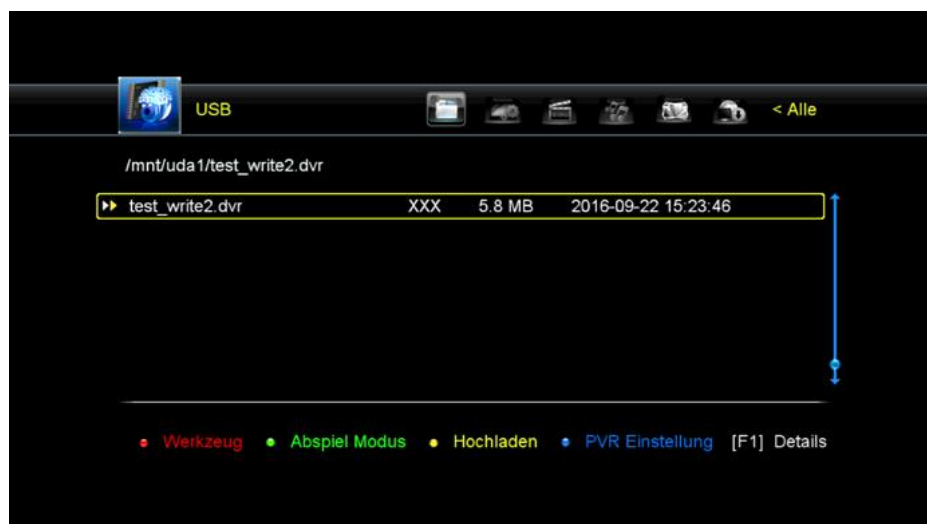 USB < Alle
/mnt/uda1/test_write2.dvr
test_write2.dvr XXX 5.8 MB 2016-09-22 15:23:46
Werkzeug Abspiel Modus Hochladen PVR Einstellung [F1] Details